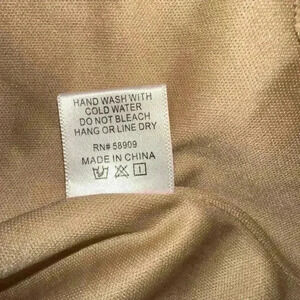 HAND WASH WITH
COLD WATER
DO NOT BLEACH
HANG OR LINE DRY
RN# 58909
MADE IN CHINA